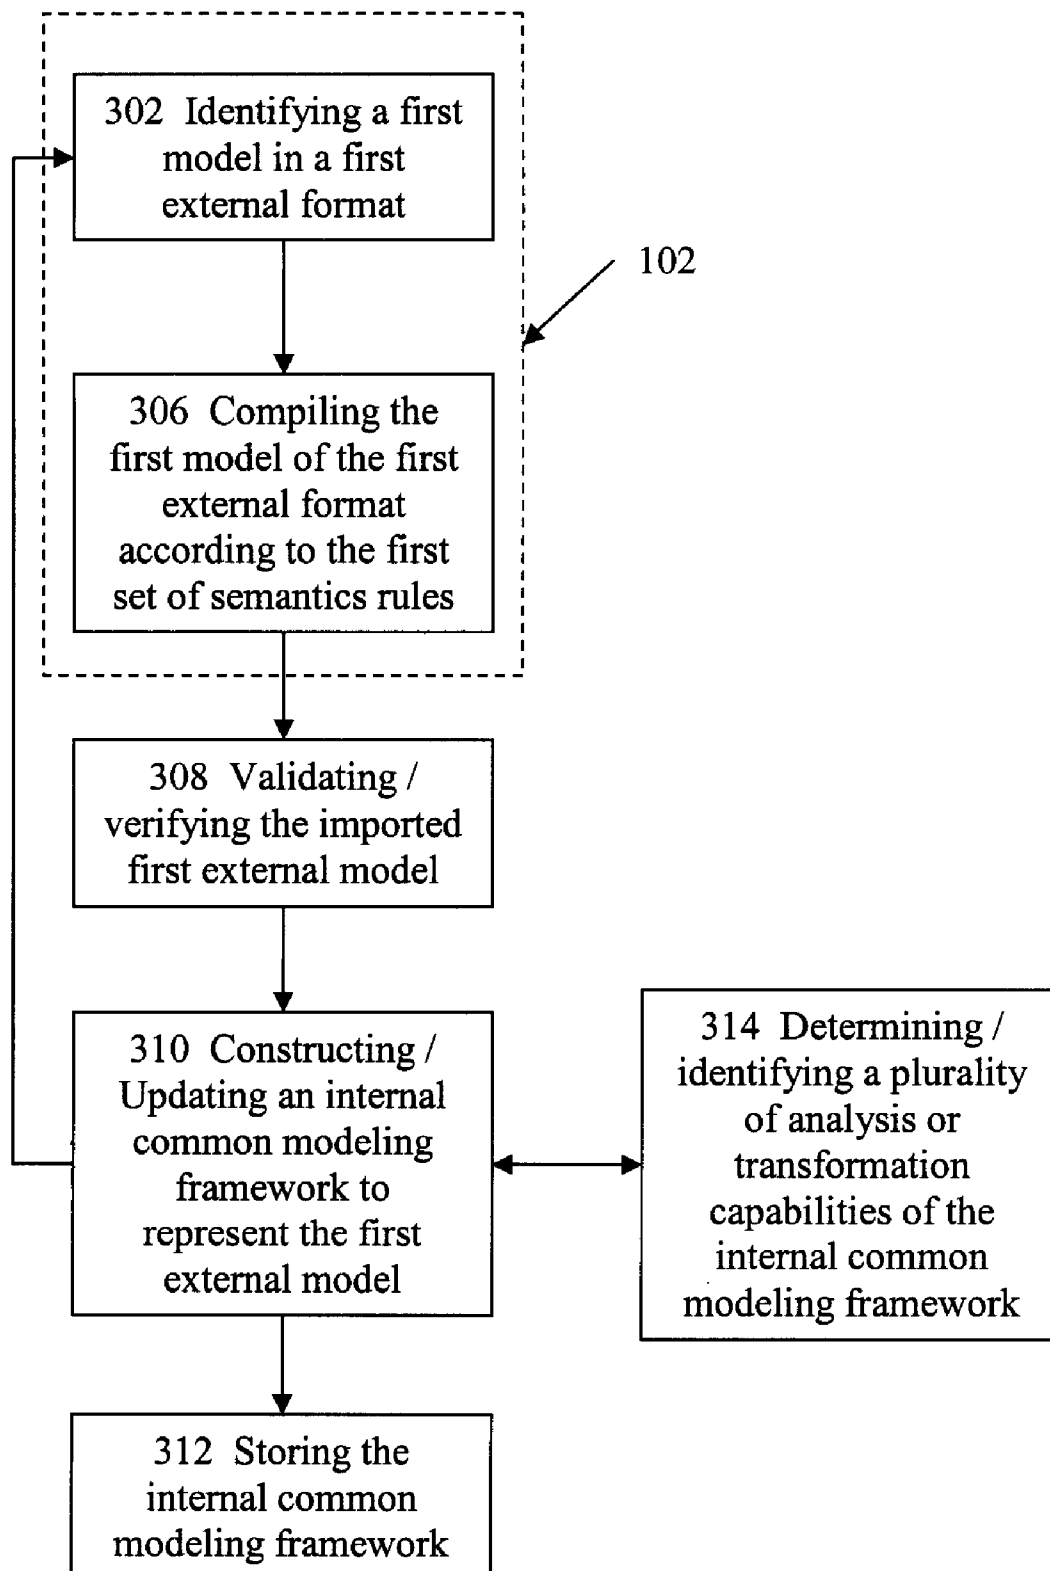 302 Identifying a first
model in a first
external format
102
306 Compiling the
first model of the first
external format
according to the first
set of semantics rules
308 Validating /
verifying the imported
first external model
310 Constructing /
Updating an internal
common modeling
framework to
represent the first
external model
314 Determining /
identifying a plurality
of analysis or
transformation
capabilities of the
internal common
modeling framework
312 Storing the
internal common
modeling framework